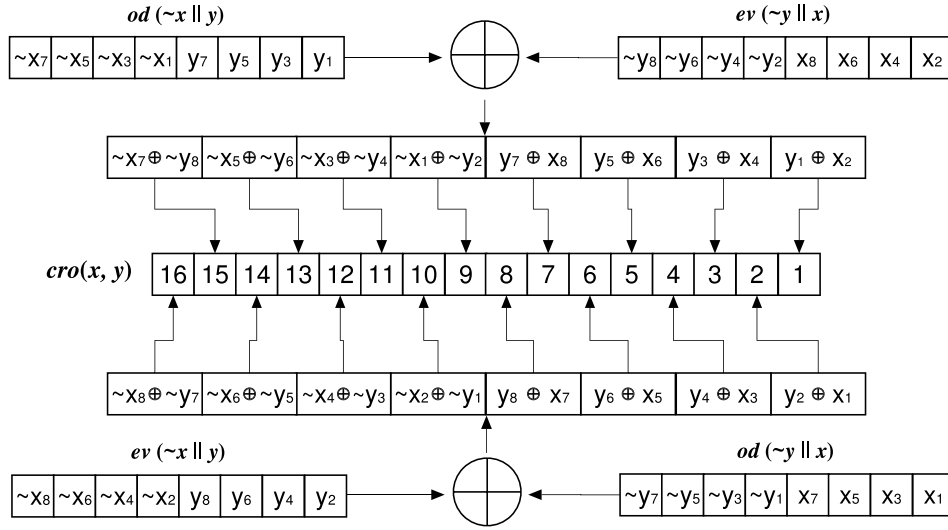 od (~x || y) ev (~y || x)
~x₇ ~x₅ ~x₃ ~x₁ y₇ y₅ y₃ y₁ ~y₈ ~y₆ ~y₄ ~y₂ x₈ x₆ x₄ x₂
~x₇⊕~y₈ ~x₅⊕~y₆ ~x₃⊕~y₄ ~x₁⊕~y₂ y₇ ⊕ x₈ y₅ ⊕ x₆ y₃ ⊕ x₄ y₁ ⊕ x₂
cro(x, y) 16 15 14 13 12 11 10 9 8 7 6 5 4 3 2 1
~x₈⊕~y₇ ~x₆⊕~y₅ ~x₄⊕~y₃ ~x₂⊕~y₁ y₈ ⊕ x₇ y₆ ⊕ x₅ y₄ ⊕ x₃ y₂ ⊕ x₁
ev (~x || y) od (~y || x)
~x₈ ~x₆ ~x₄ ~x₂ y₈ y₆ y₄ y₂ ~y₇ ~y₅ ~y₃ ~y₁ x₇ x₅ x₃ x₁